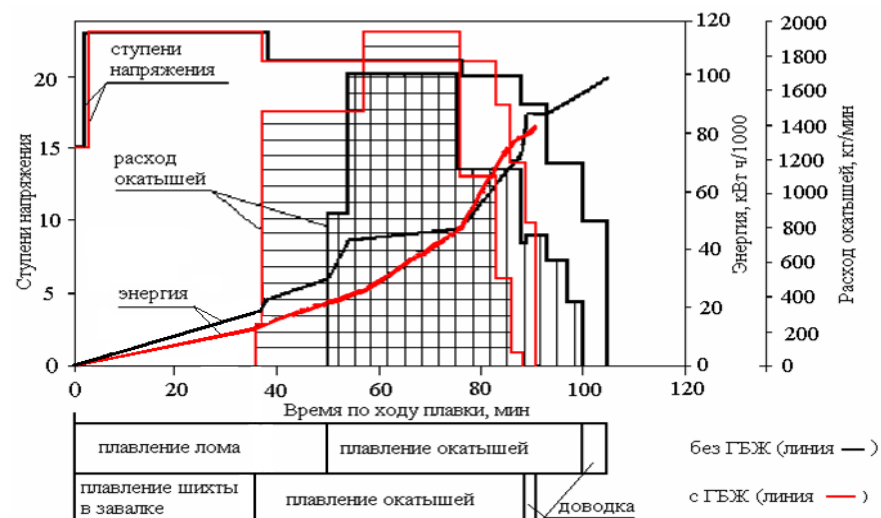 ступени
напряжения
расход
окатышей
энергия
Ступени напряжения
20
15
10
5
0
0
20
40
60
80
100
120
Время по ходу плавки, мин
120
100
80
60
40
20
0
Энергия, кВт ч/1000
2000
1800
1600
1400
1200
1000
800
600
400
200
0
Расход окатышей, кг/мин
плавление лома
плавление окатышей
плавление шихты
в завалке
плавление окатышей
доводка
без ГБЖ (линия — )
с ГБЖ (линия — )